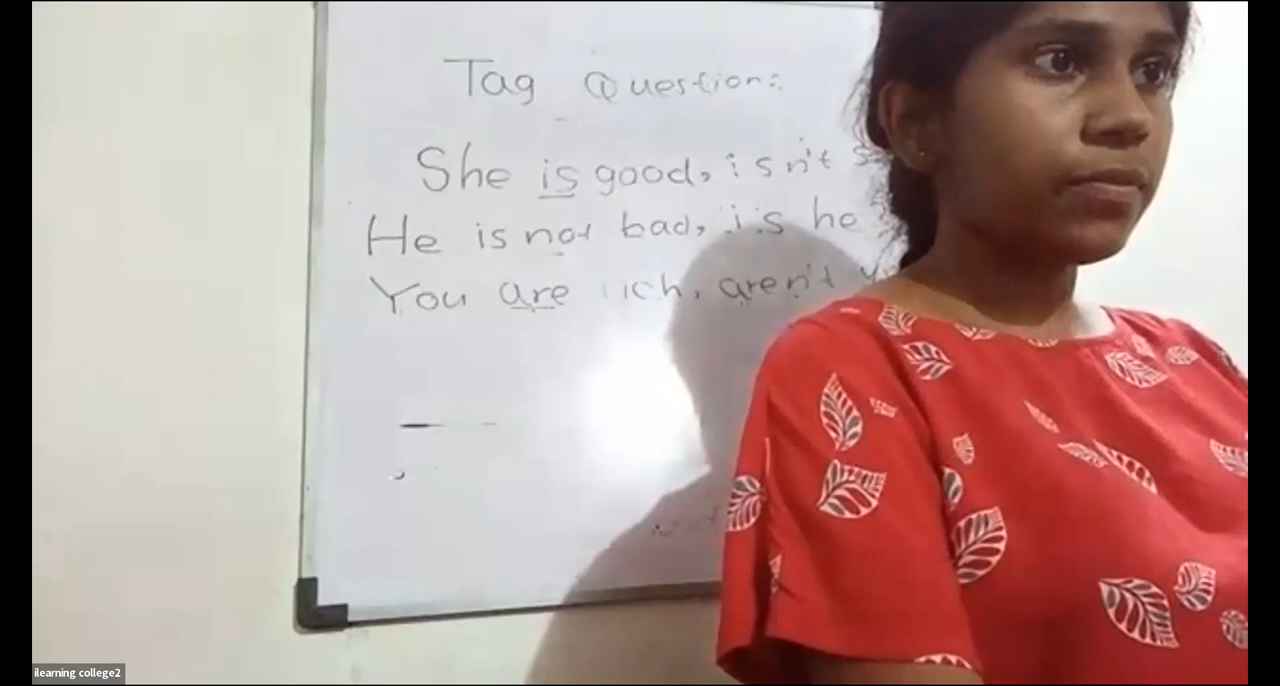 Tag Question:
She is good, isn't
He is not bad, is he
You are rich, aren't
ilearning college2